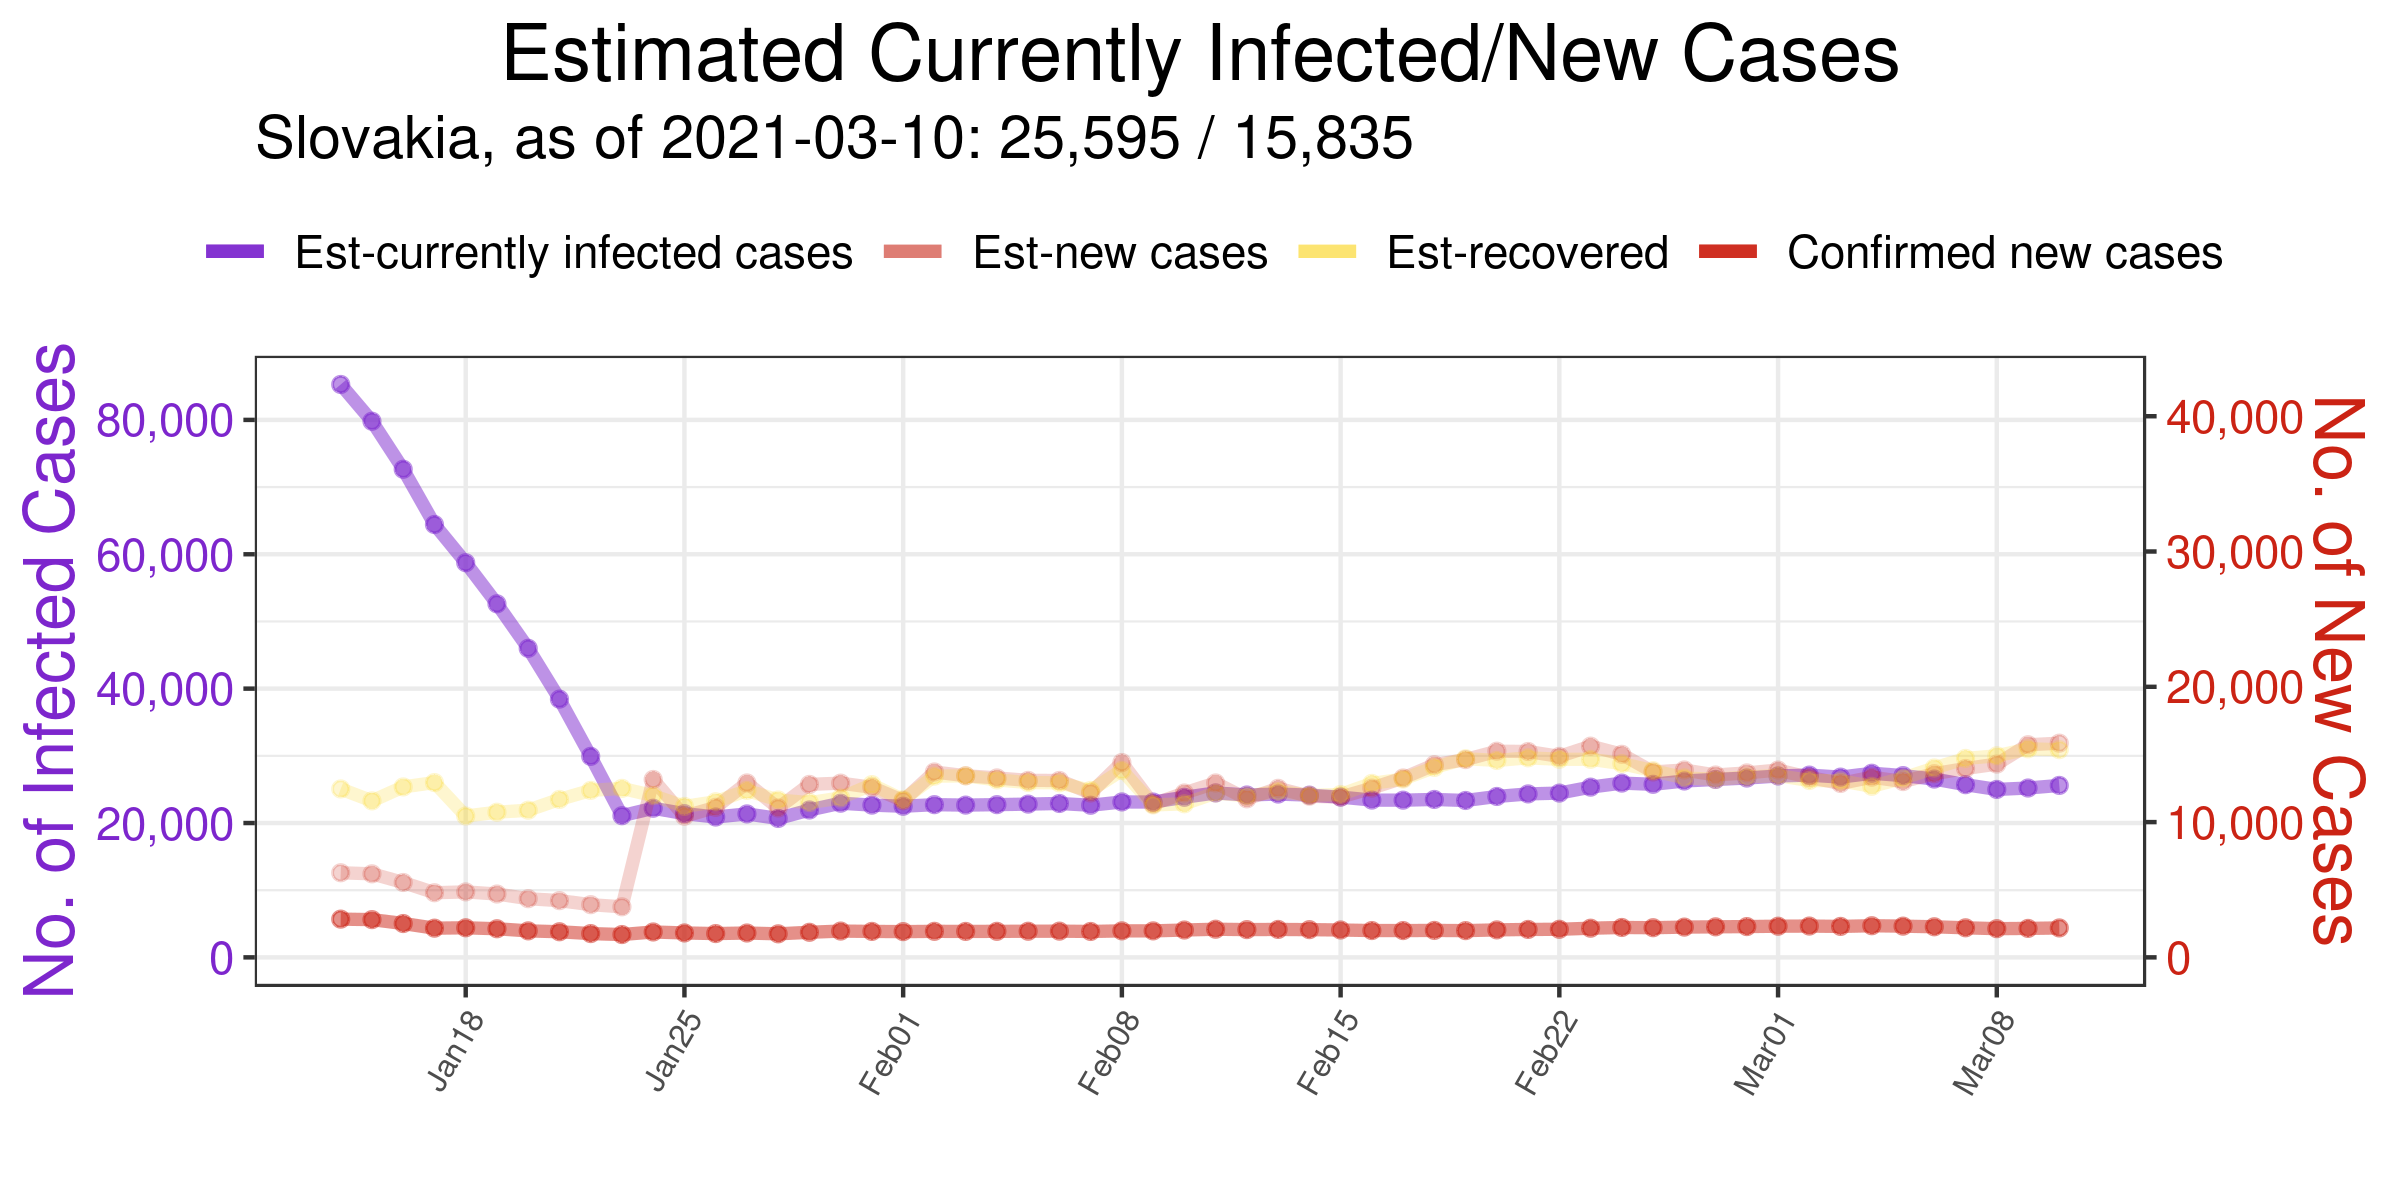 Estimated Currently Infected/New Cases
Slovakia, as of 2021-03-10: 25,595 / 15,835
Est-currently infected cases Est-new cases Est-recovered Confirmed new cases
No. of Infected Cases
80,000
60,000
40,000
20,000
0
40,000
30,000
20,000
10,000
0
No. of New Cases
Jan18 Jan25 Feb01 Feb08 Feb15 Feb22 Mar01 Mar08